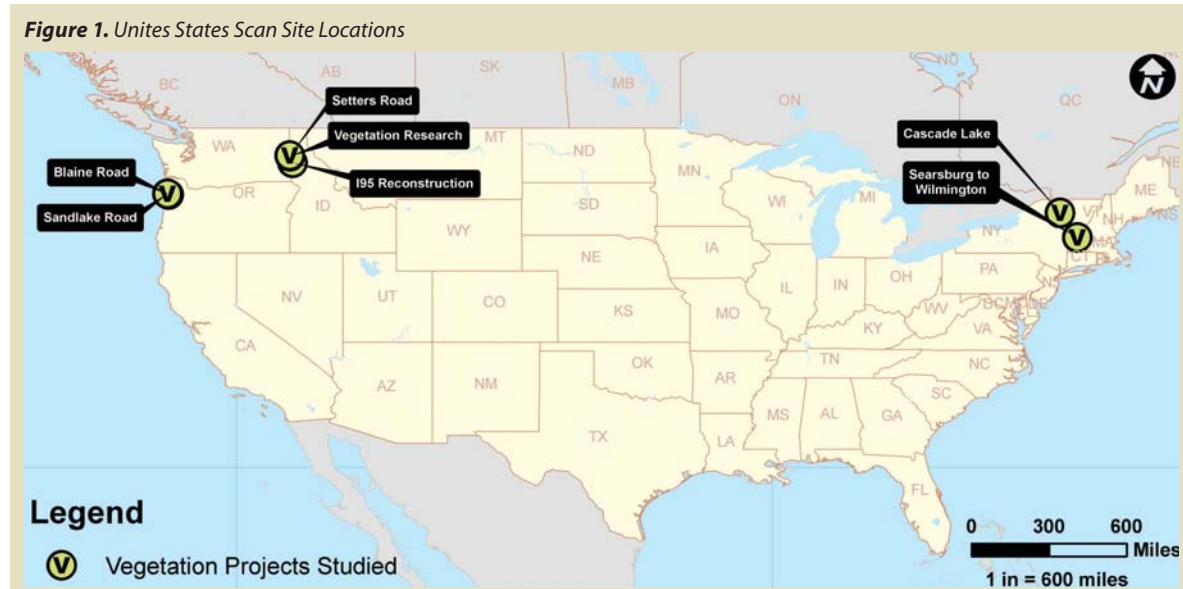 Figure 1. Unites States Scan Site Locations
BC
AB
SK
MB
ON
QC
NU
N
Setters Road
Vegetation Research
I95 Reconstruction
Blaine Road
Sandlake Road
Cascade Lake
Searsburg to
Wilmington
V
V
V
V
WA
MT
ND
MN
ME
NB
NS
OR
ID
SD
WI
MI
VT
NH
NY
MA
CT
WY
IA
NE
PA
NV
UT
CO
IL
IN
OH
NJ
KS
MO
WV
DC
MD
DE
VA
KY
CA
AZ
NM
OK
AR
TN
NC
SC
TX
MS
AL
GA
LA
FL
Legend
V Vegetation Projects Studied
0 300 600
Miles
1 in = 600 miles